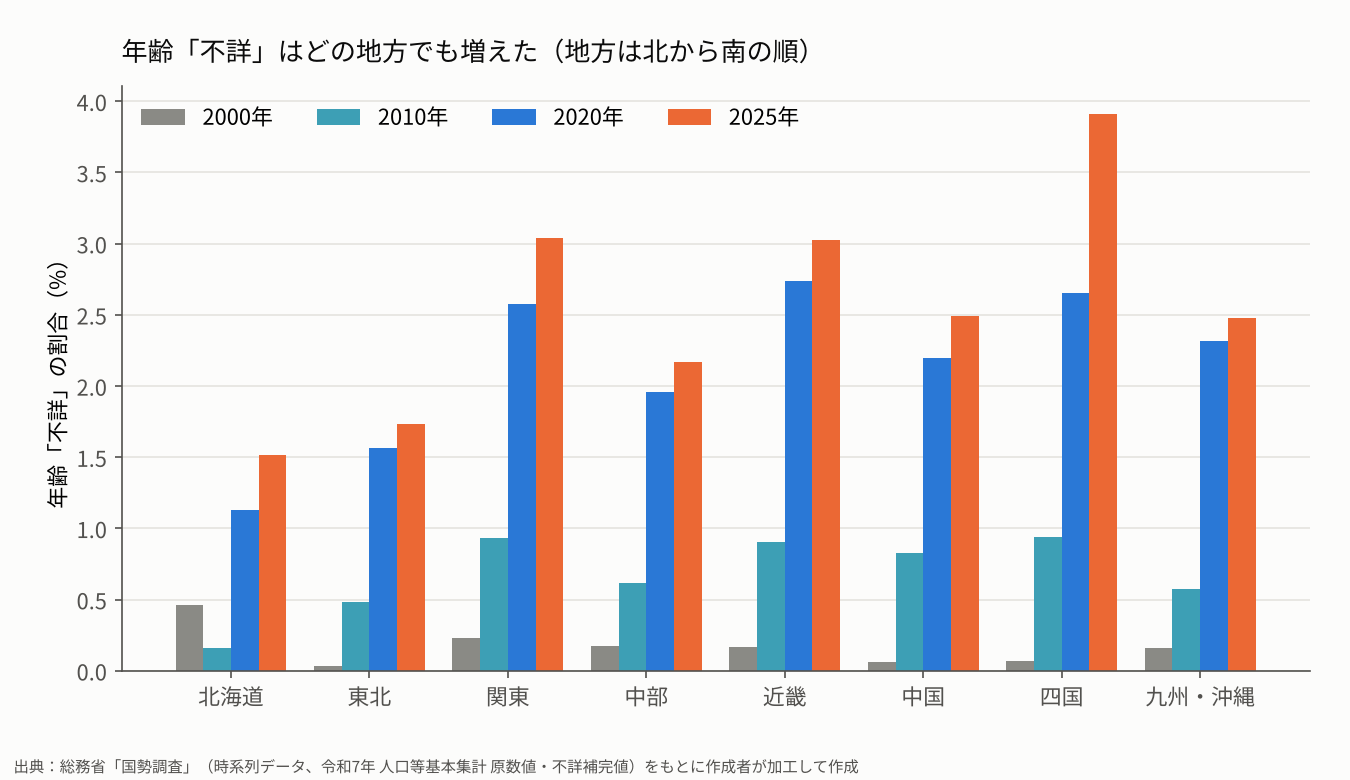 年齢「不詳」はどの地方でも増えた（地方は北から南の順）
2000年 2010年 2020年 2025年
年齢「不詳」の割合（%）
4.0
3.5
3.0
2.5
2.0
1.5
1.0
0.5
0.0
北海道 東北 関東 中部 近畿 中国 四国 九州・沖縄
出典：総務省「国勢調査」（時系列データ、令和7年 人口等基本集計 原数値・不詳補完値）をもとに作成者が加工して作成